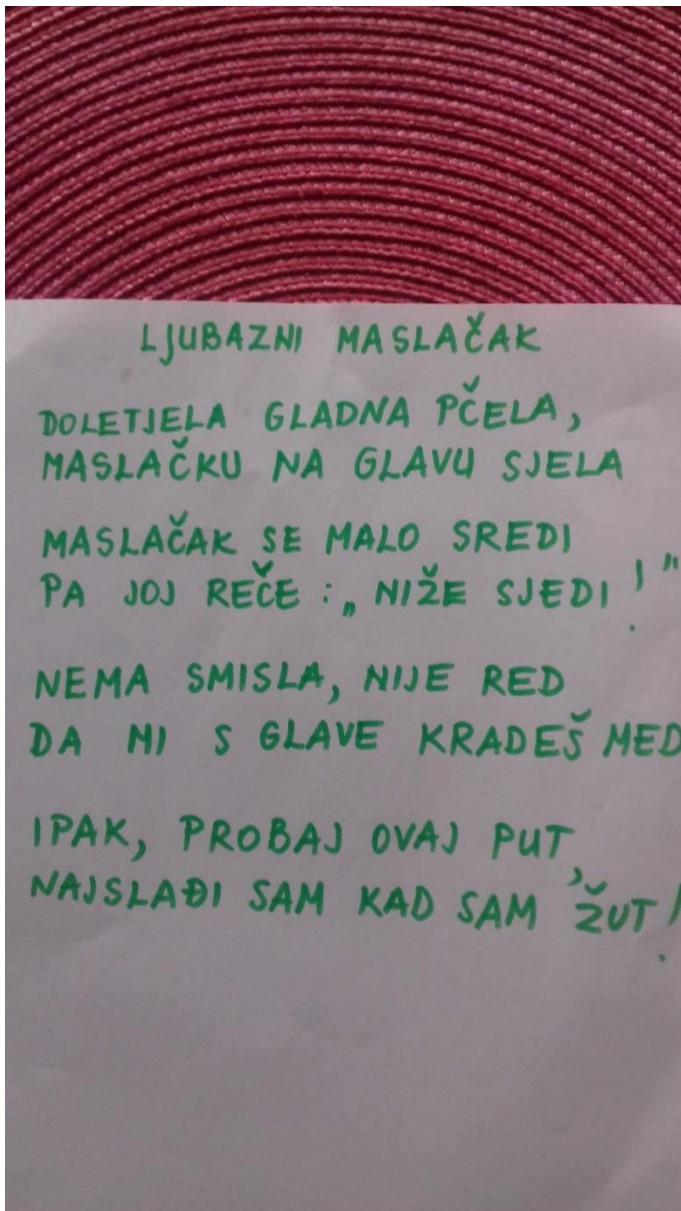 LJUBAZNI MASLAČAK
DOLETJELA GLADNA PČELA,
MASLAČKU NA GLAVU SJELA
MASLAČAK SE MALO SREDI
PA JOJ REČE: „NIŽE SJEDI!"
NEMA SMISLA, NIJE RED
DA MI S GLAVE KRADEŠ MED
IPAK, PROBAJ OVAJ PUT,
NAJSLAĐI SAM KAD SAM ŽUT!